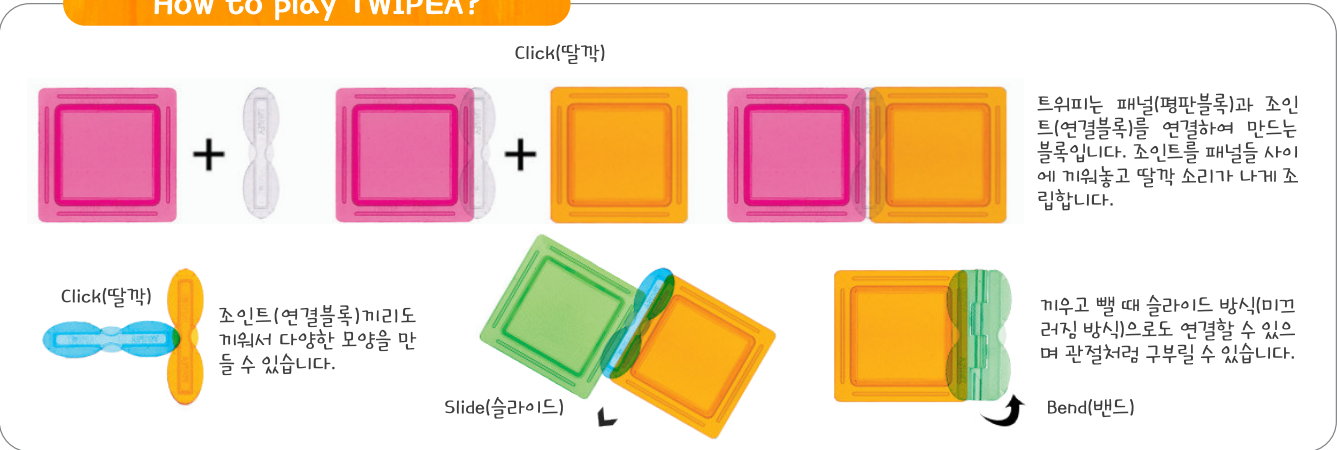 How to play TWIPEA?
Click(딸깍)
트위피는 패널(평판블록)과 조인
트(연결블록)를 연결하여 만드는
블록입니다. 조인트를 패널들 사이
에 끼워놓고 딸깍 소리가 나게 조
립합니다.
Click(딸깍)
조인트(연결블록)끼리도
끼워서 다양한 모양을 만
들 수 있습니다.
Slide(슬라이드)
끼우고 뺄 때 슬라이드 방식(미끄
러짐 방식)으로도 연결할 수 있으
며 관절처럼 구부릴 수 있습니다.
Bend(밴드)